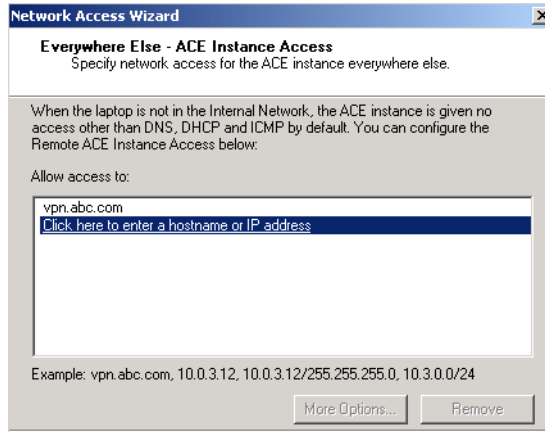 Network Access Wizard
Everywhere Else - ACE Instance Access
Specify network access for the ACE instance everywhere else.
When the laptop is not in the Internal Network, the ACE instance is given no
access other than DNS, DHCP and ICMP by default. You can configure the
Remote ACE Instance Access below:
Allow access to:
vpn.abc.com
Click here to enter a hostname or IP address
Example: vpn.abc.com, 10.0.3.12, 10.0.3.12/255.255.255.0, 10.3.0.0/24
More Options... Remove